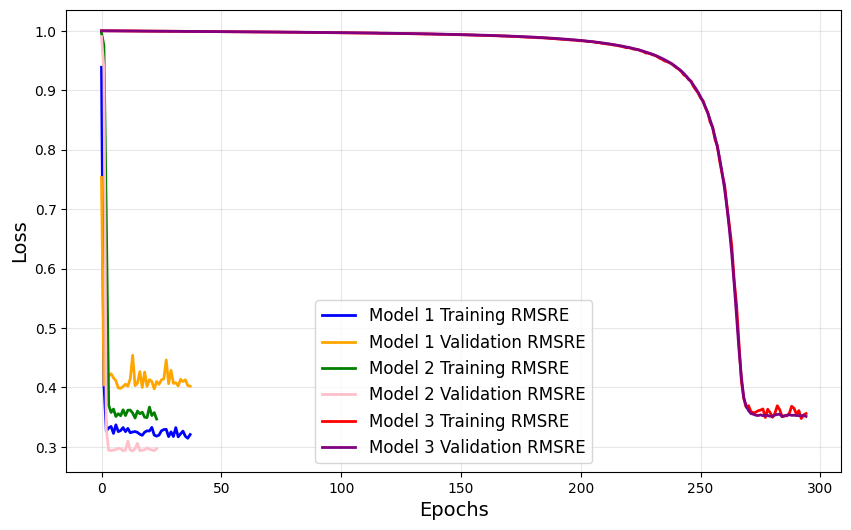 1.0
0.9
0.8
0.7
0.6
0.5
0.4
0.3
Loss
Model 1 Training RMSRE
Model 1 Validation RMSRE
Model 2 Training RMSRE
Model 2 Validation RMSRE
Model 3 Training RMSRE
Model 3 Validation RMSRE
0 50 100 150 200 250 300
Epochs